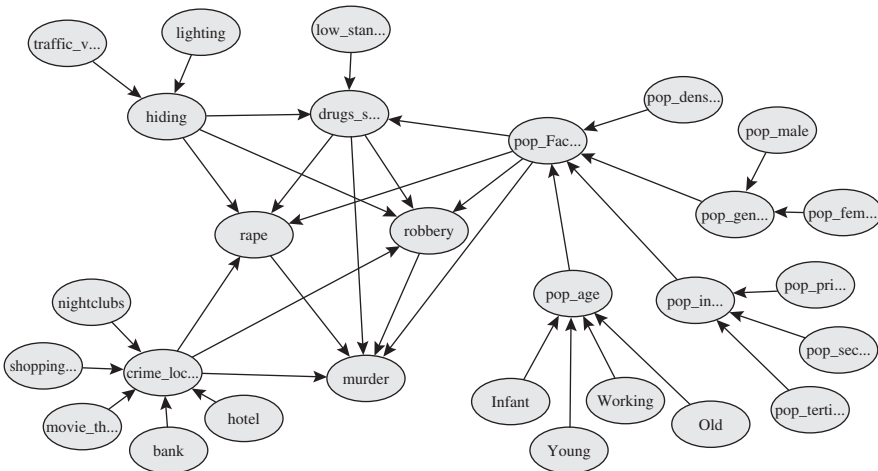 traffic_v...
lighting
low_stan...
hiding
drugs_s...
pop_dens...
pop_Fac...
pop_male
pop_gen...
pop_fem...
rape
robbery
pop_age
pop_in...
pop_pri...
nightclubs
pop_sec...
shopping...
crime_loc...
murder
Infant
Working
pop_terti...
movie_th...
hotel
Old
bank
Young